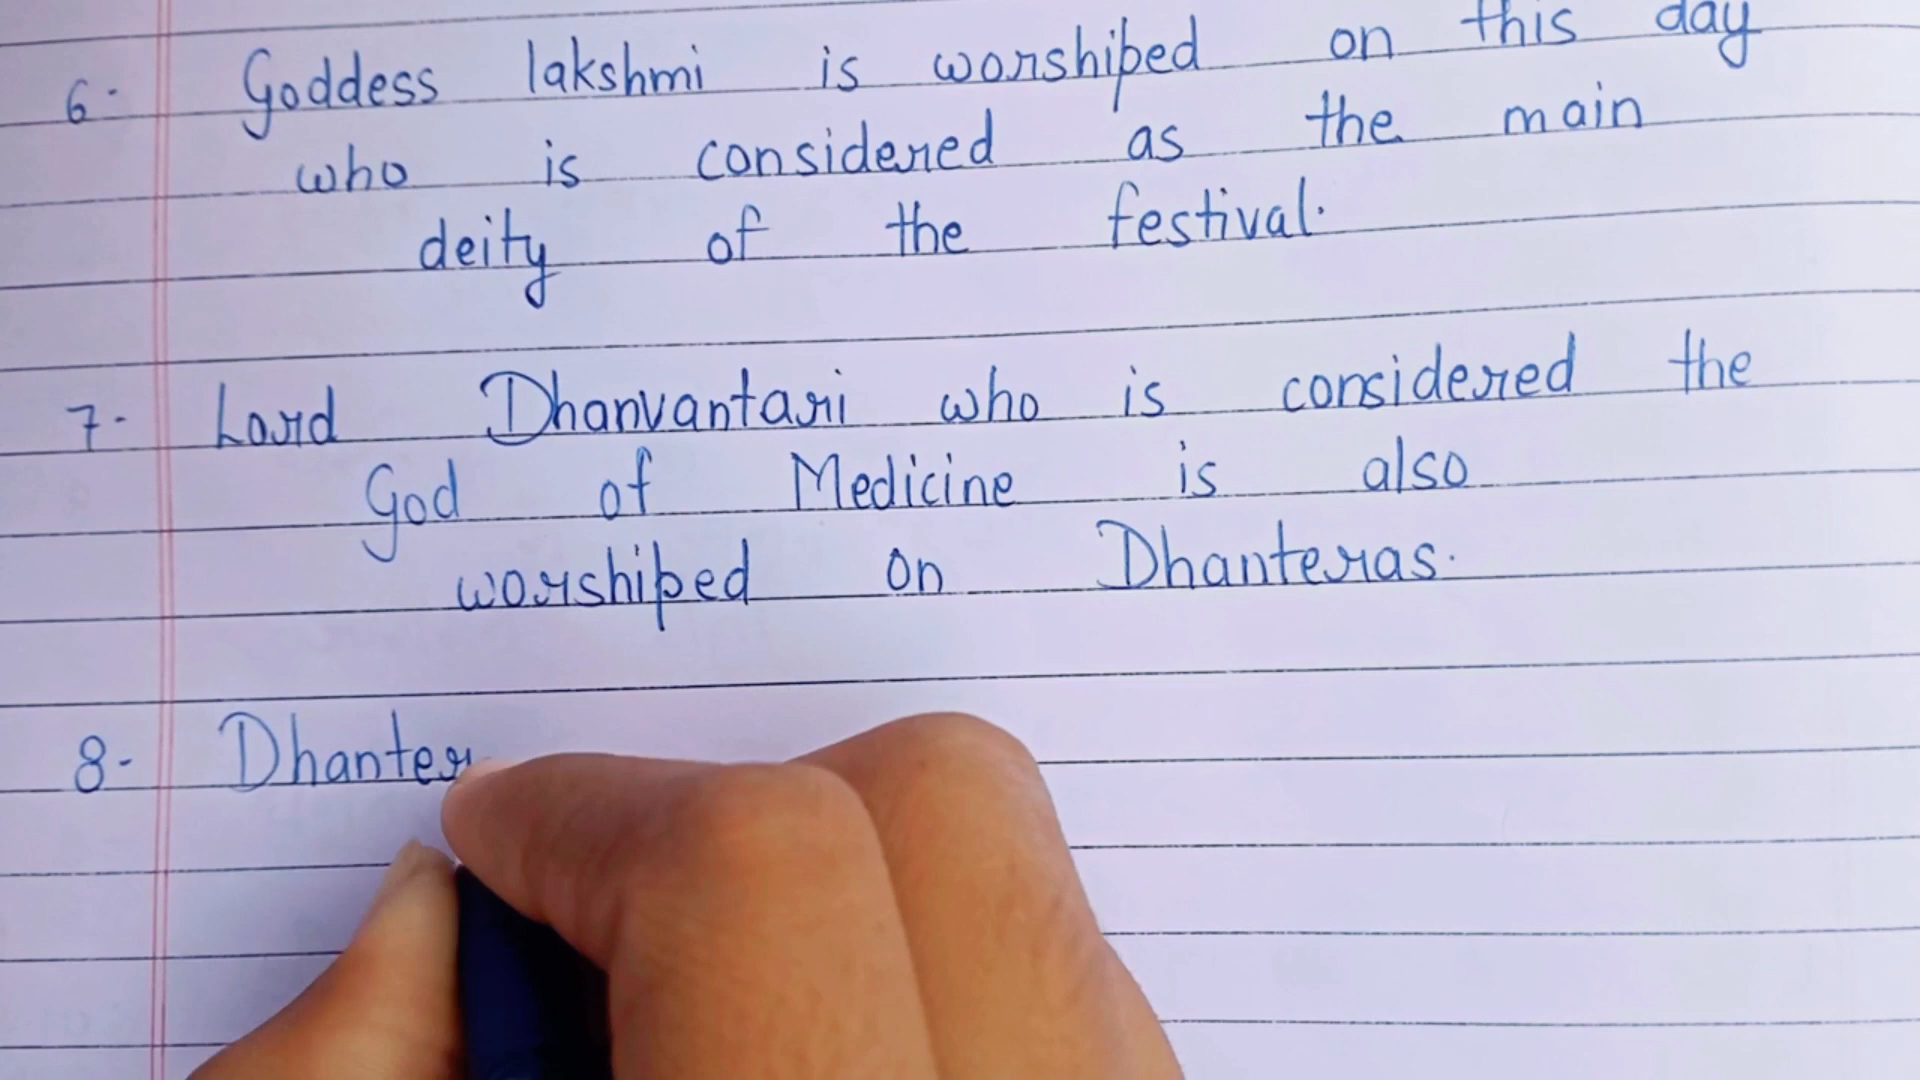 6. Goddess lakshmi is worshiped on this day
who is considered as the main
deity of the festival.
7. Lord Dhanvantari who is considered the
God of Medicine is also
worshiped on Dhanteras.
8. Dhanter